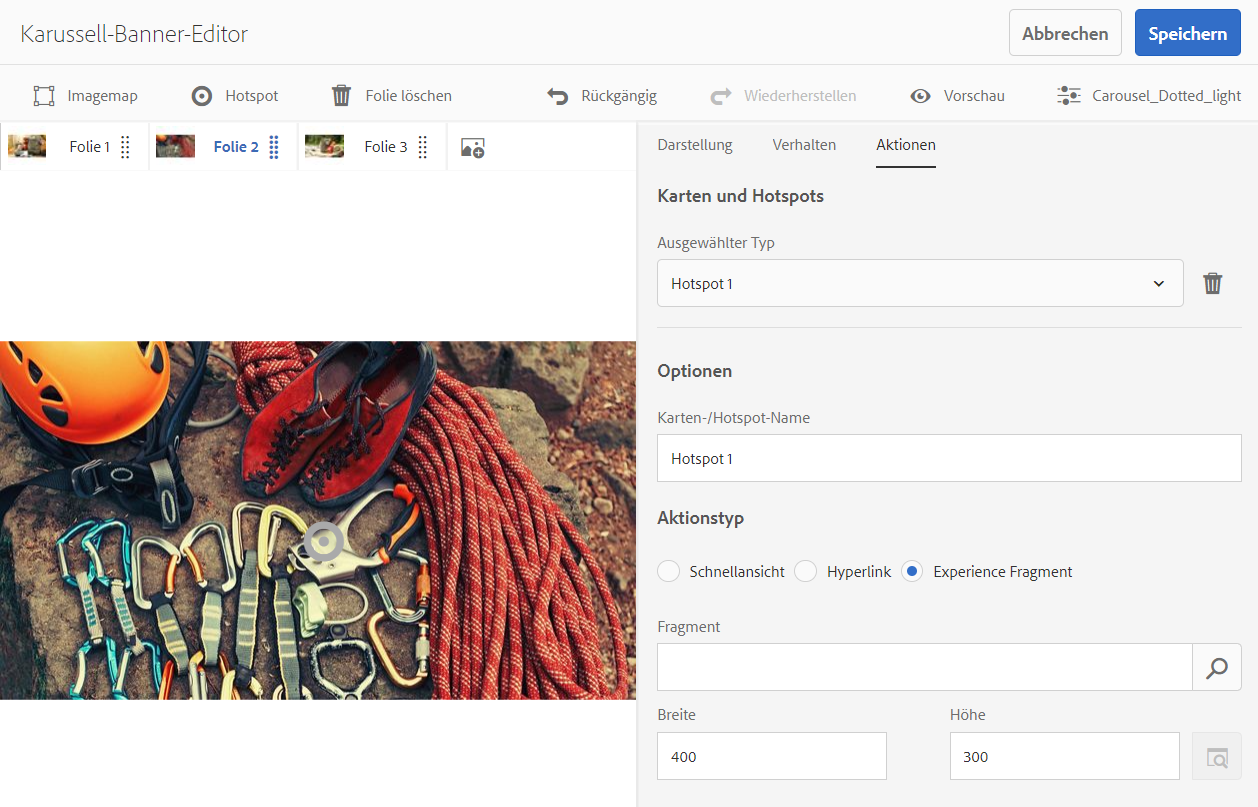 Karussell-Banner-Editor
Abbrechen
Speichern
Imagemap
Hotspot
Folie löschen
Rückgängig
Wiederherstellen
Vorschau
Carousel_Dotted_light
Folie 1
Folie 2
Folie 3
Darstellung
Verhalten
Aktionen
Karten und Hotspots
Ausgewählter Typ
Hotspot 1
Optionen
Karten-/Hotspot-Name
Hotspot 1
Aktionstyp
Schnellansicht
Hyperlink
Experience Fragment
Fragment
Breite
Höhe
400
300